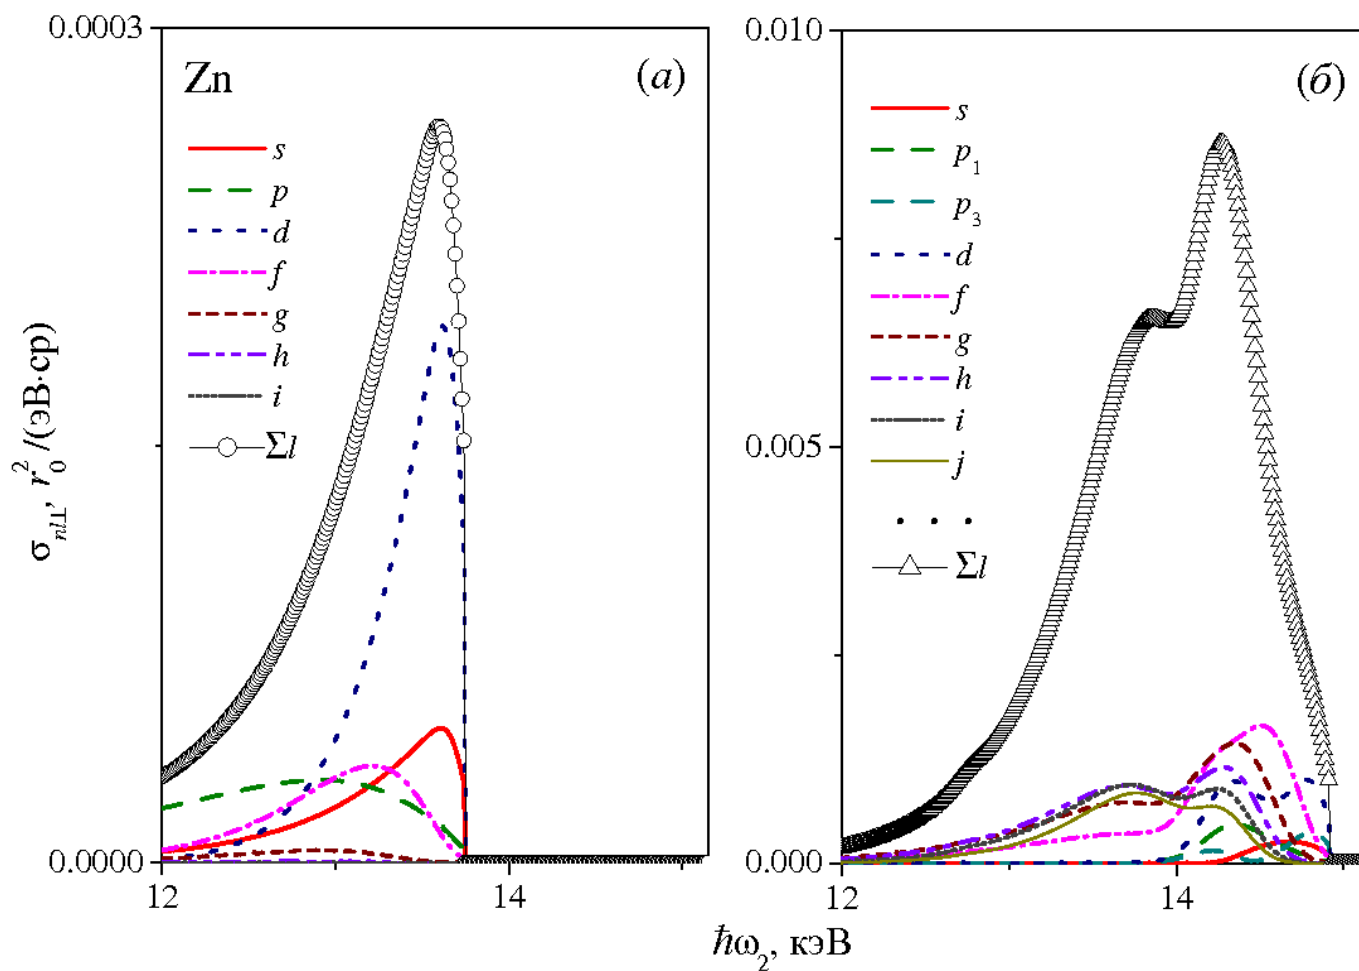 σₙₗ⊥, r₀²/(эВ·ср)
0.0003
0.0000
12
14
Zn
(а)
s
p
d
f
g
h
i
Σl
0.010
0.005
0.000
12
14
(б)
s
p₁
p₃
d
f
g
h
i
j
· · ·
Σl
ħω₂, кэВ